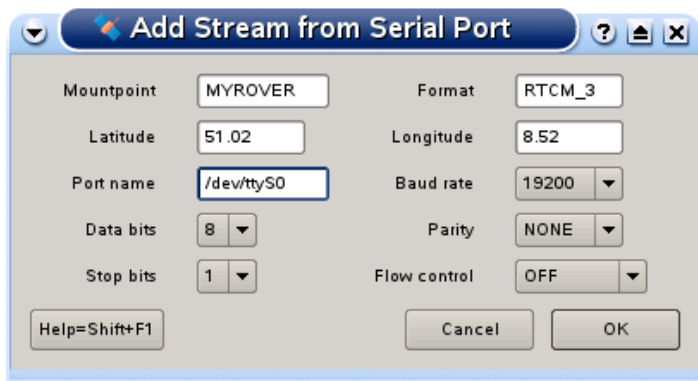 Add Stream from Serial Port ?
Mountpoint MYROVER Format RTCM_3
Latitude 51.02 Longitude 8.52
Port name /dev/ttyS0 Baud rate 19200
Data bits 8 Parity NONE
Stop bits 1 Flow control OFF
Help=Shift+F1 Cancel OK